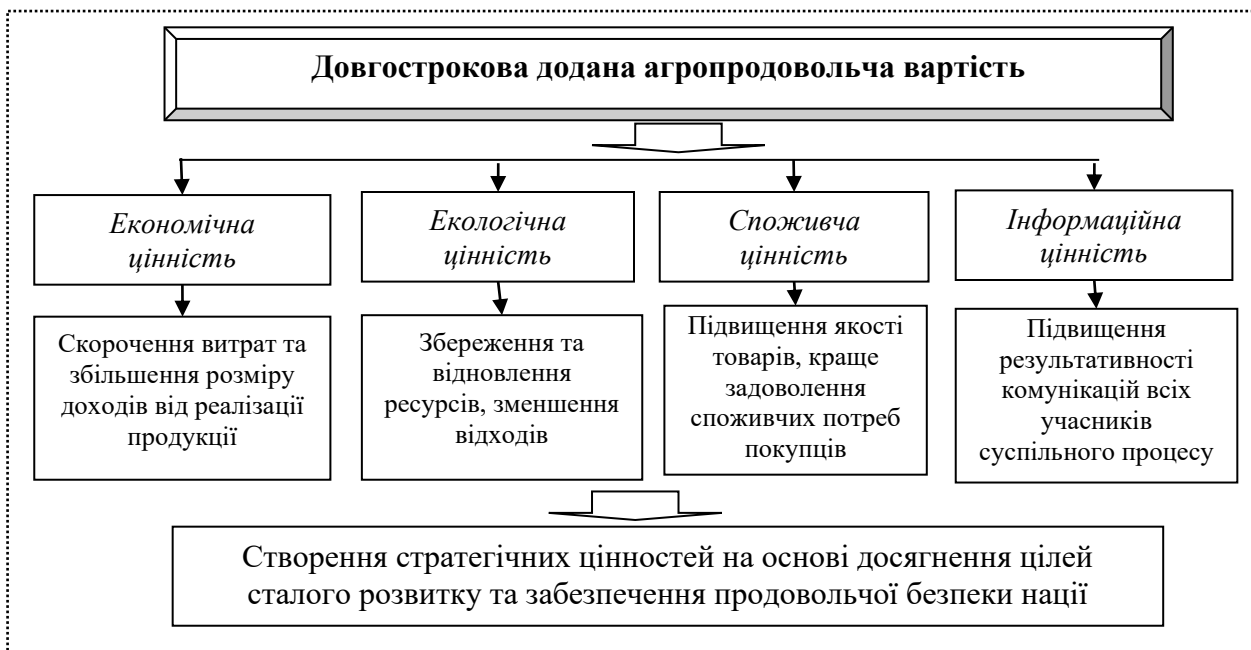 Довгострокова додана агропродовольча вартість
Економічна
цінність
Екологічна
цінність
Споживча
цінність
Інформаційна
цінність
Скорочення витрат та
збільшення розміру
доходів від реалізації
продукції
Збереження та
відновлення
ресурсів, зменшення
відходів
Підвищення якості
товарів, краще
задоволення
споживчих потреб
покупців
Підвищення
результативності
комунікацій всіх
учасників
суспільного процесу
Створення стратегічних цінностей на основі досягнення цілей
сталого розвитку та забезпечення продовольчої безпеки нації